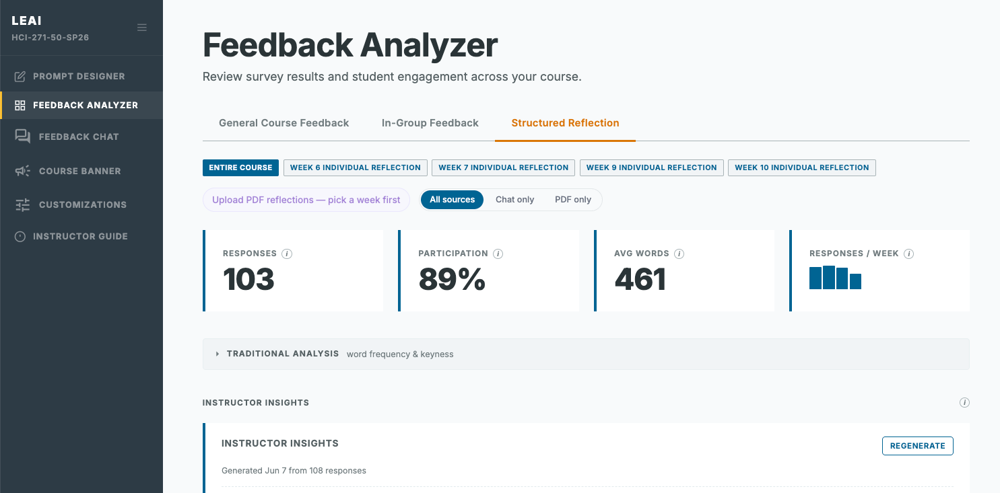 LEAI
HCI-271-50-SP26
PROMPT DESIGNER
FEEDBACK ANALYZER
FEEDBACK CHAT
COURSE BANNER
CUSTOMIZATIONS
INSTRUCTOR GUIDE
Feedback Analyzer
Review survey results and student engagement across your course.
General Course Feedback In-Group Feedback Structured Reflection
ENTIRE COURSE WEEK 6 INDIVIDUAL REFLECTION WEEK 7 INDIVIDUAL REFLECTION WEEK 9 INDIVIDUAL REFLECTION WEEK 10 INDIVIDUAL REFLECTION
Upload PDF reflections — pick a week first All sources Chat only PDF only
RESPONSES i PARTICIPATION i AVG WORDS i RESPONSES / WEEK i
103 89% 461
TRADITIONAL ANALYSIS word frequency & keyness
INSTRUCTOR INSIGHTS i
INSTRUCTOR INSIGHTS REGENERATE
Generated Jun 7 from 108 responses